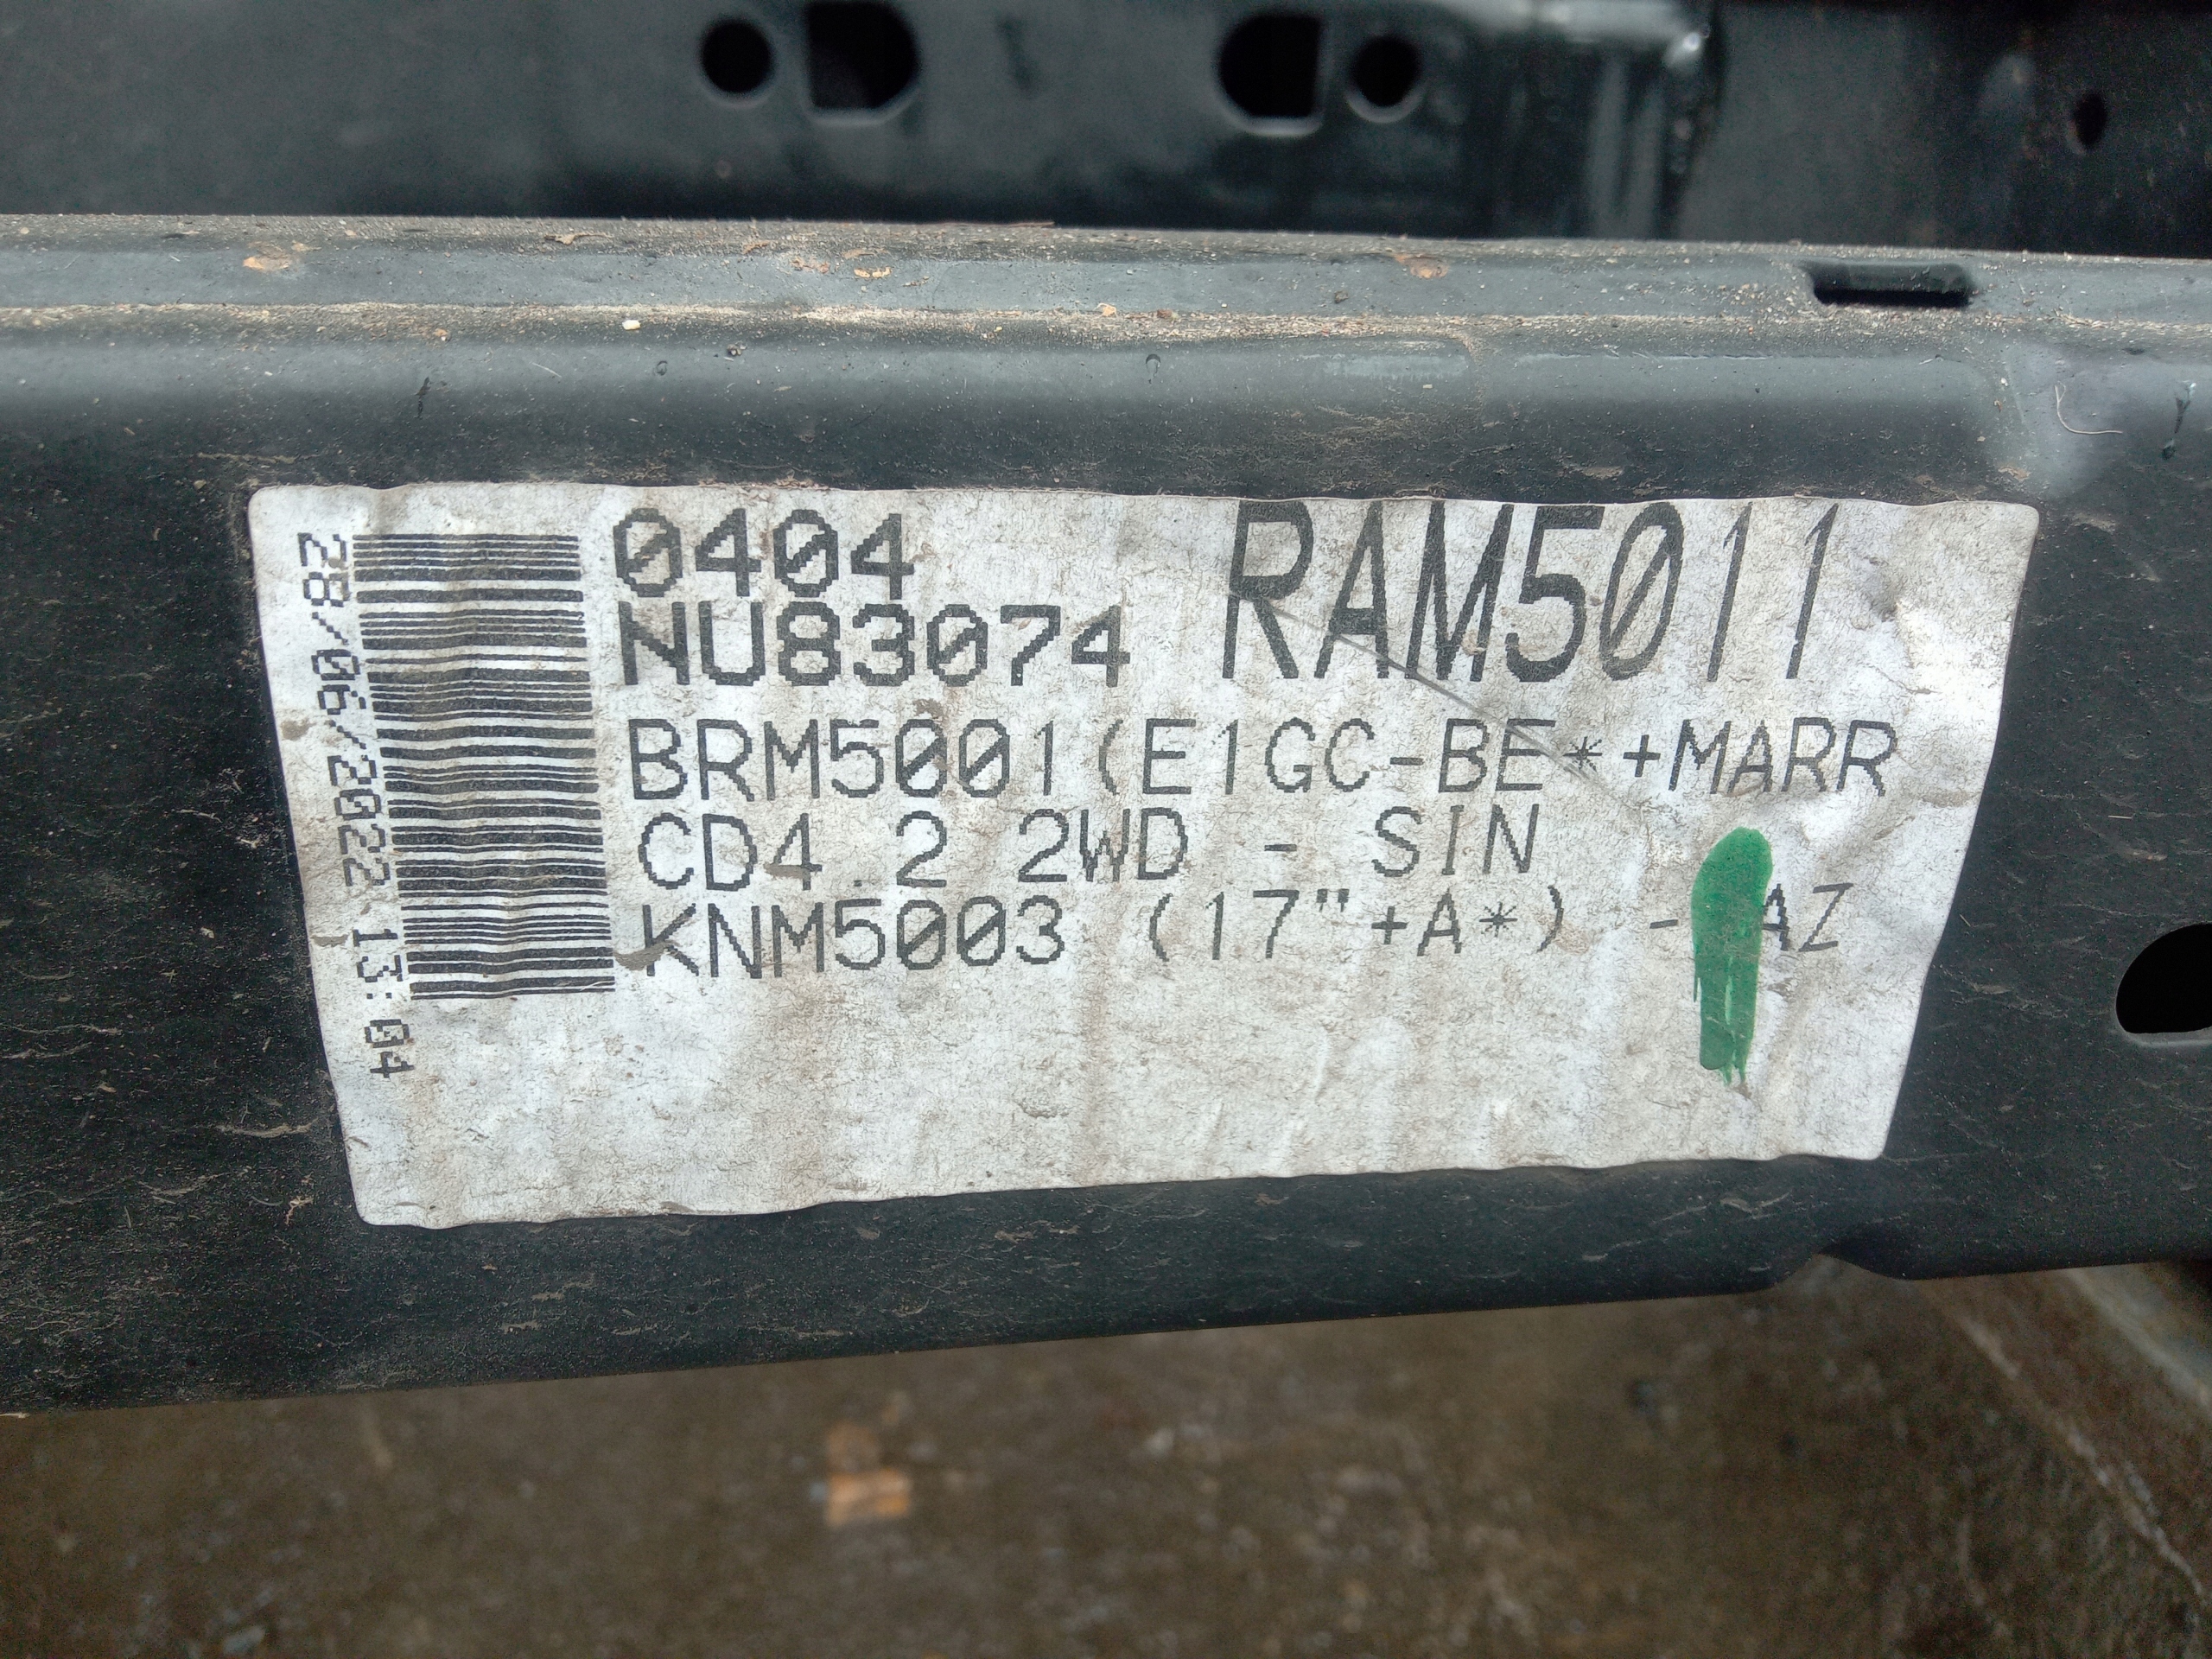 0404
RAM5011
NU83074
BRM5001(E1GC-BE*+MARR
CD4.2 2WD - SIN
KNM5003 (17"+A*) - AZ
28/06/2022 13:04